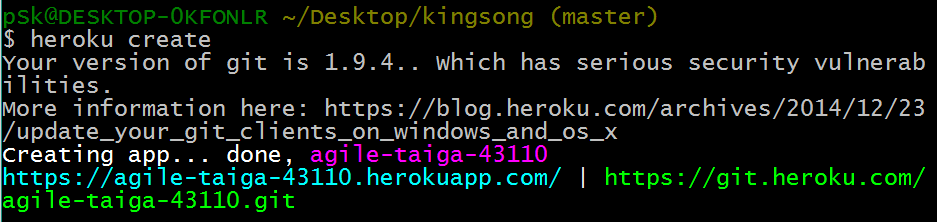 pSk@DESKTOP-0KFONLR ~/Desktop/kingsong (master)
$ heroku create
Your version of git is 1.9.4.. Which has serious security vulnerab
ilities.
More information here: https://blog.heroku.com/archives/2014/12/23
/update_your_git_clients_on_windows_and_os_x
Creating app... done, agile-taiga-43110
https://agile-taiga-43110.herokuapp.com/ | https://git.heroku.com/
agile-taiga-43110.git